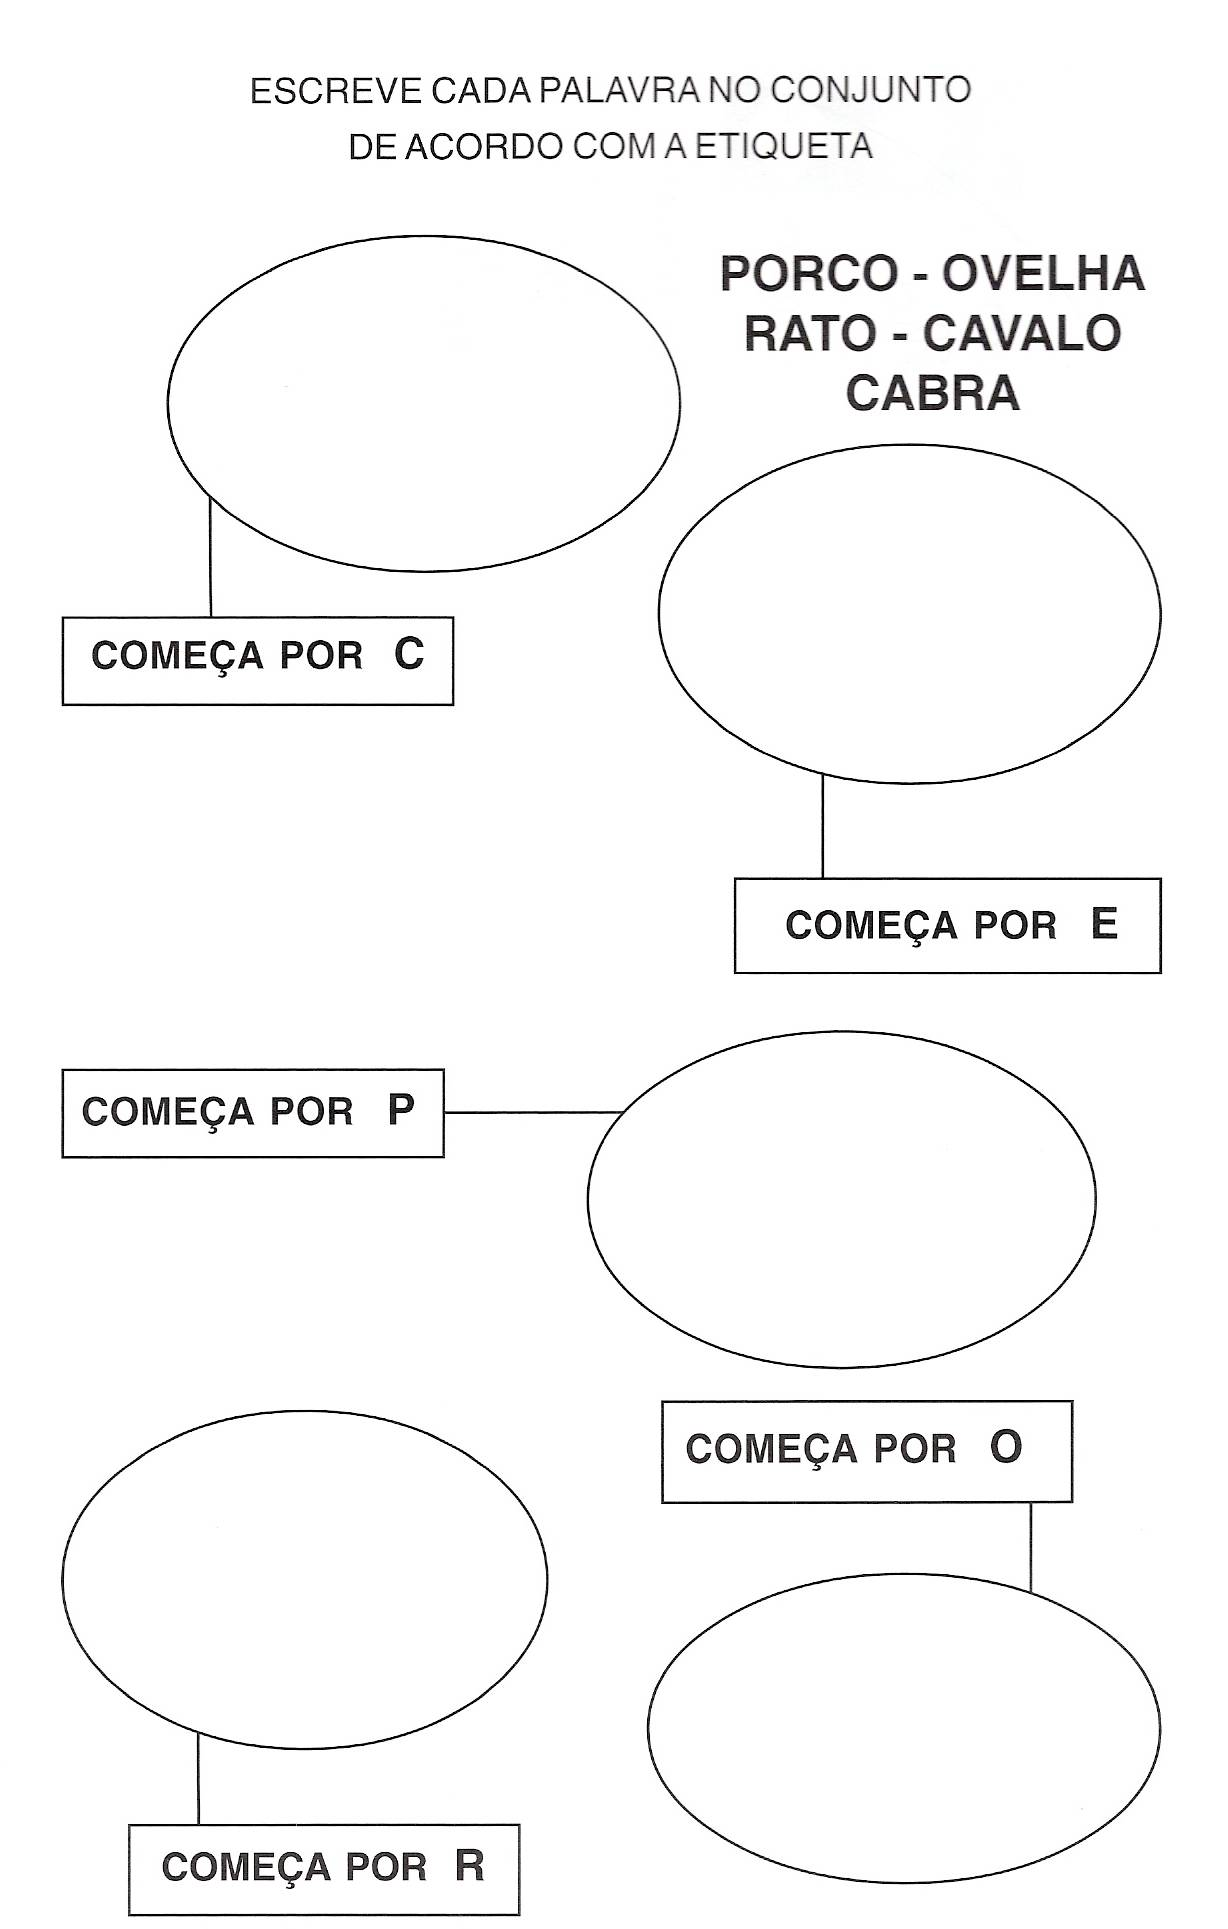 ESCREVE CADA PALAVRA NO CONJUNTO
DE ACORDO COM A ETIQUETA
PORCO - OVELHA
RATO - CAVALO
CABRA
COMEÇA POR C
COMEÇA POR E
COMEÇA POR P
COMEÇA POR O
COMEÇA POR R